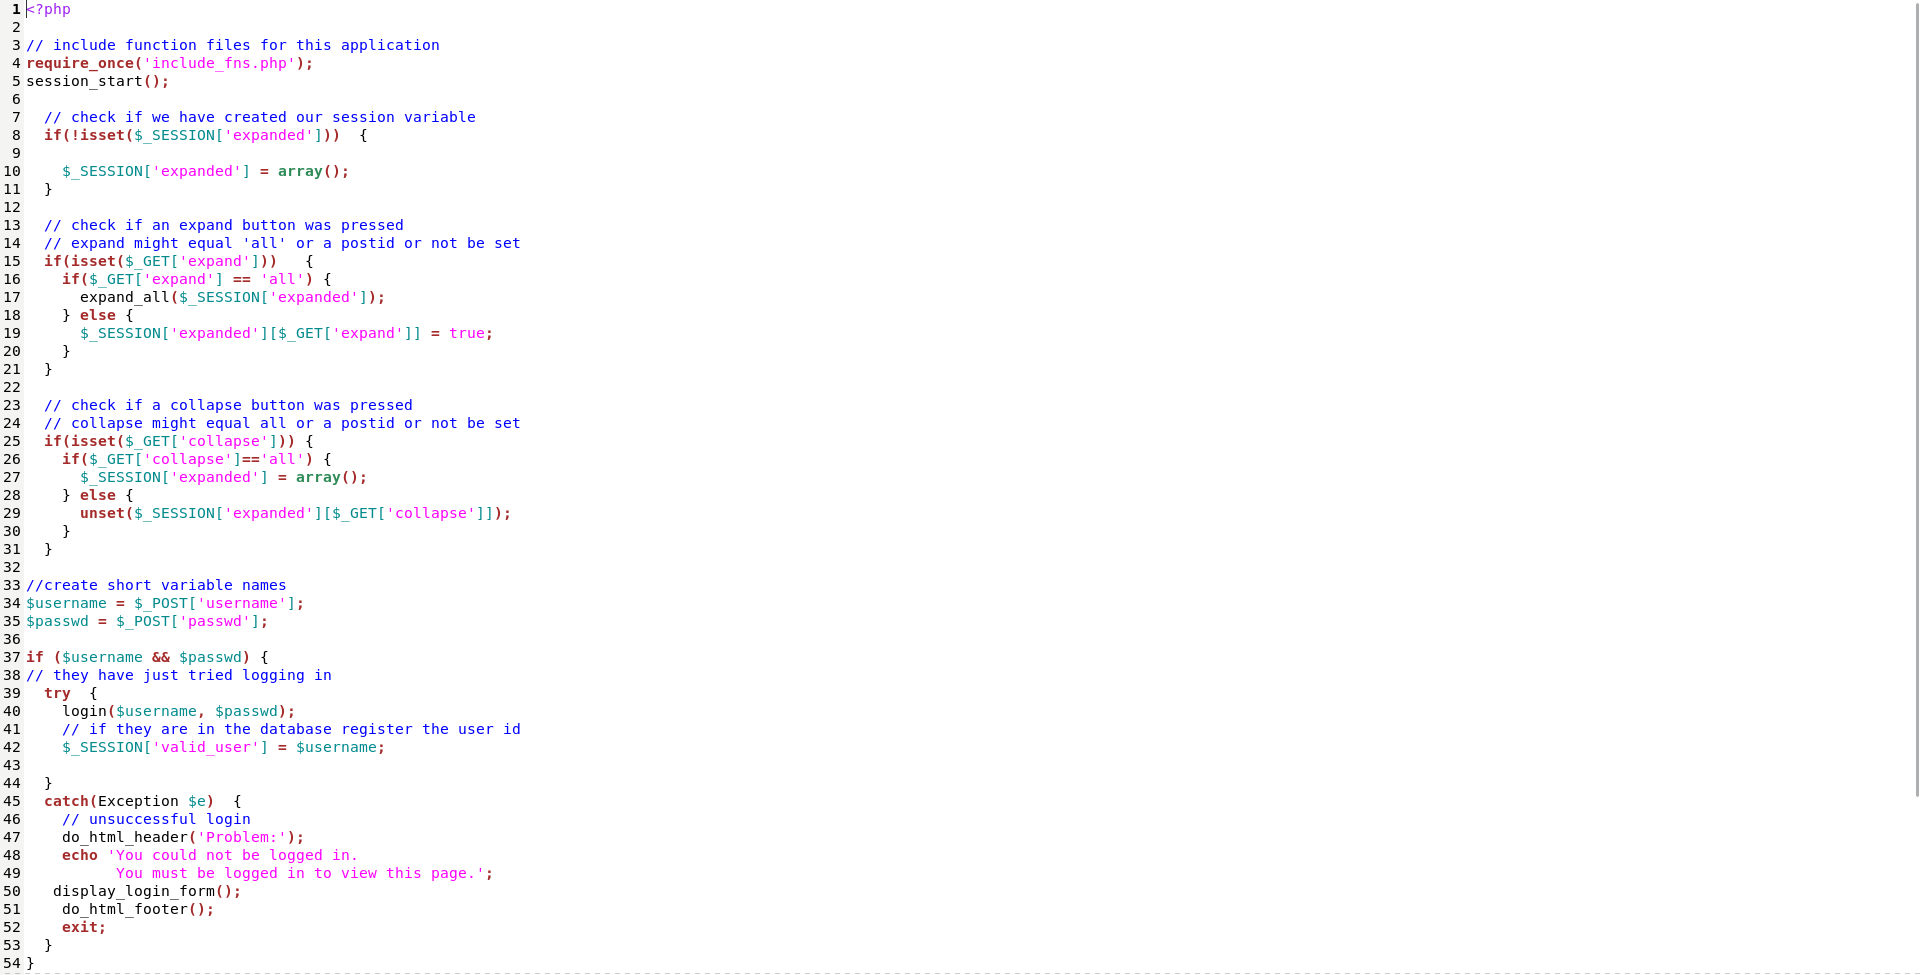 1 <?php
2
3 // include function files for this application
4 require_once('include_fns.php');
5 session_start();
6
7   // check if we have created our session variable
8   if(!isset($_SESSION['expanded']))  {
9
10     $_SESSION['expanded'] = array();
11   }
12
13   // check if an expand button was pressed
14   // expand might equal 'all' or a postid or not be set
15   if(isset($_GET['expand']))   {
16     if($_GET['expand'] == 'all') {
17       expand_all($_SESSION['expanded']);
18     } else {
19       $_SESSION['expanded'][$_GET['expand']] = true;
20     }
21   }
22
23   // check if a collapse button was pressed
24   // collapse might equal all or a postid or not be set
25   if(isset($_GET['collapse'])) {
26     if($_GET['collapse']=='all') {
27       $_SESSION['expanded'] = array();
28     } else {
29       unset($_SESSION['expanded'][$_GET['collapse']]);
30     }
31   }
32
33 //create short variable names
34 $username = $_POST['username'];
35 $passwd = $_POST['passwd'];
36
37 if ($username && $passwd) {
38 // they have just tried logging in
39   try  {
40     login($username, $passwd);
41     // if they are in the database register the user id
42     $_SESSION['valid_user'] = $username;
43
44   }
45   catch(Exception $e)  {
46     // unsuccessful login
47     do_html_header('Problem:');
48     echo 'You could not be logged in.
49           You must be logged in to view this page.';
50    display_login_form();
51     do_html_footer();
52     exit;
53   }
54 }